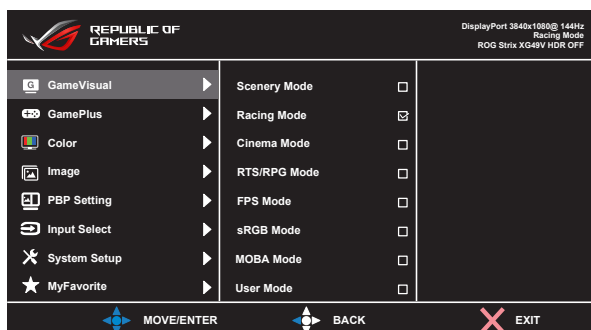 REPUBLIC OF
GAMERS
DisplayPort 3840x1080@ 144Hz
Racing Mode
ROG Strix XG49V HDR OFF
G GameVisual
GamePlus
Color
Image
PBP Setting
Input Select
System Setup
MyFavorite
Scenery Mode
Racing Mode
Cinema Mode
RTS/RPG Mode
FPS Mode
sRGB Mode
MOBA Mode
User Mode
MOVE/ENTER
BACK
EXIT